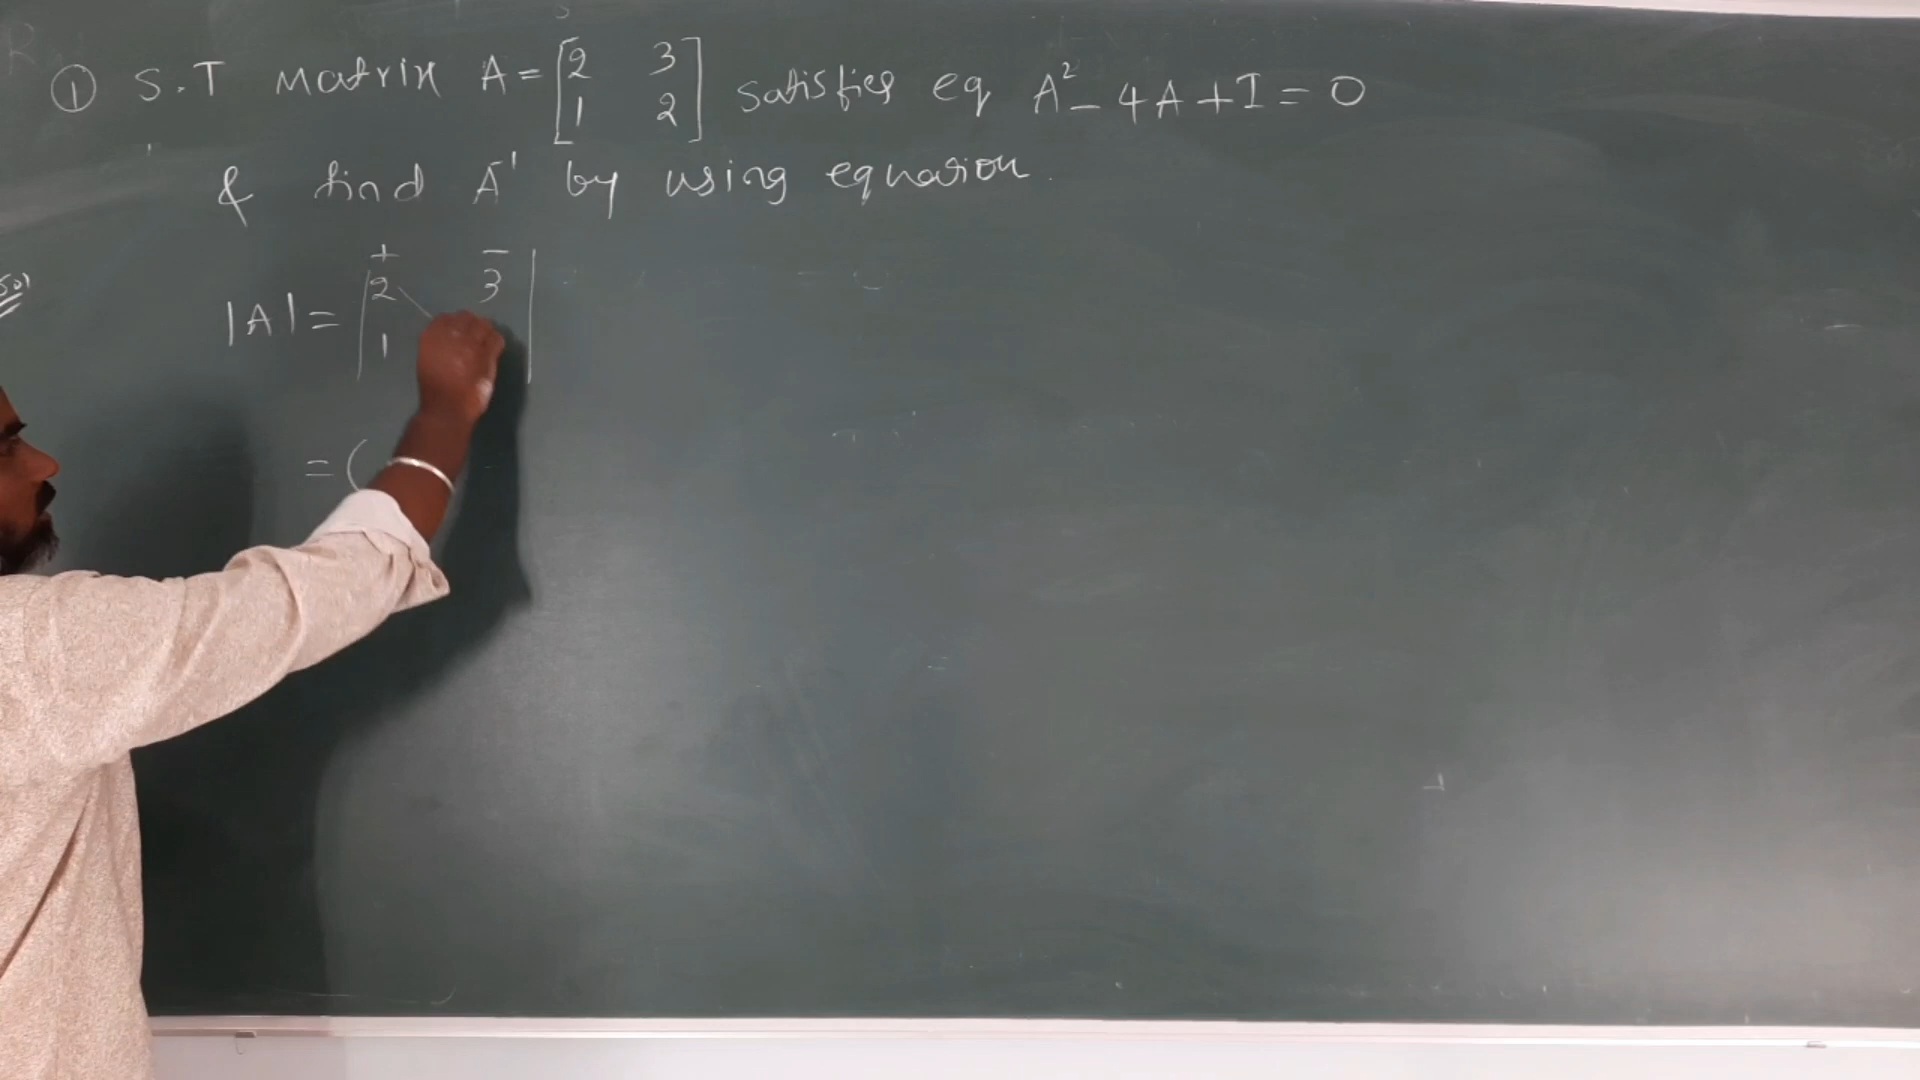 ① S.T Matrix A = [2 3
1 2] satisfies eq A² - 4A + I = 0
& find A⁻¹ by using equation.
Sol
+ -
|A| = |2 3|
1
= (